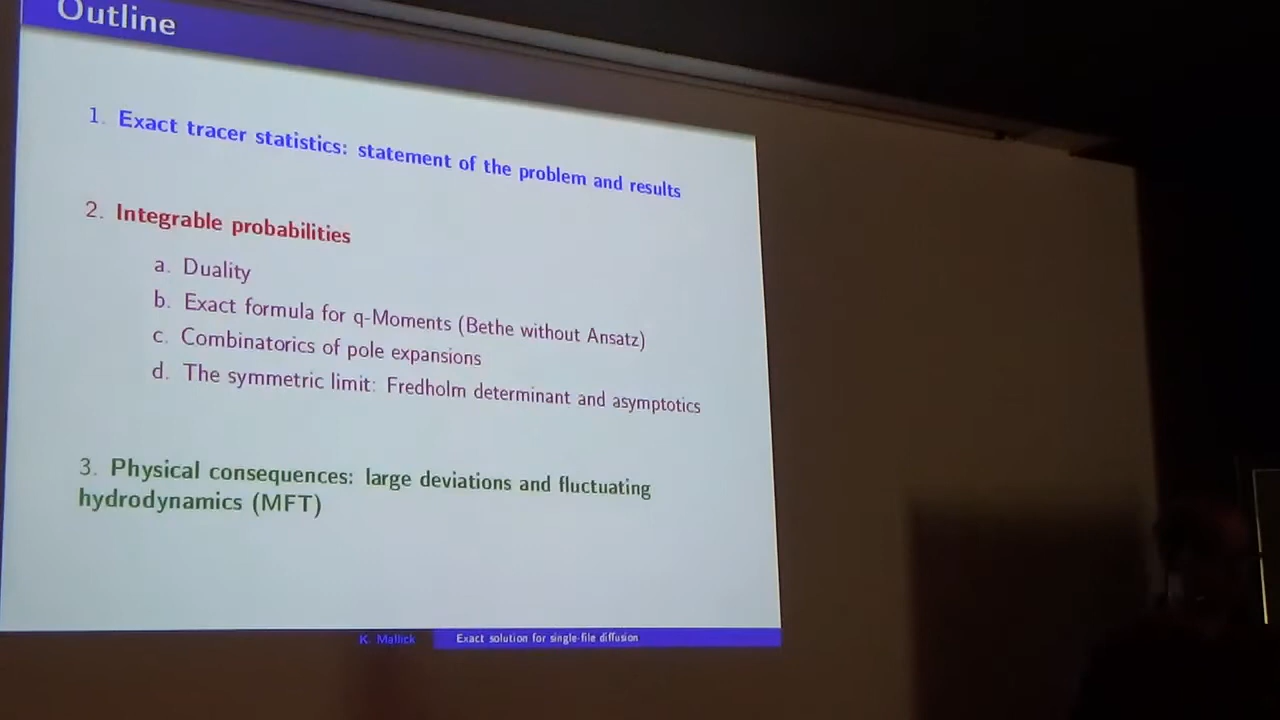 Outline
1. Exact tracer statistics: statement of the problem and results
2. Integrable probabilities
a. Duality
b. Exact formula for q-Moments (Bethe without Ansatz)
c. Combinatorics of pole expansions
d. The symmetric limit: Fredholm determinant and asymptotics
3. Physical consequences: large deviations and fluctuating
hydrodynamics (MFT)
K. Mallick Exact solution for single-file diffusion